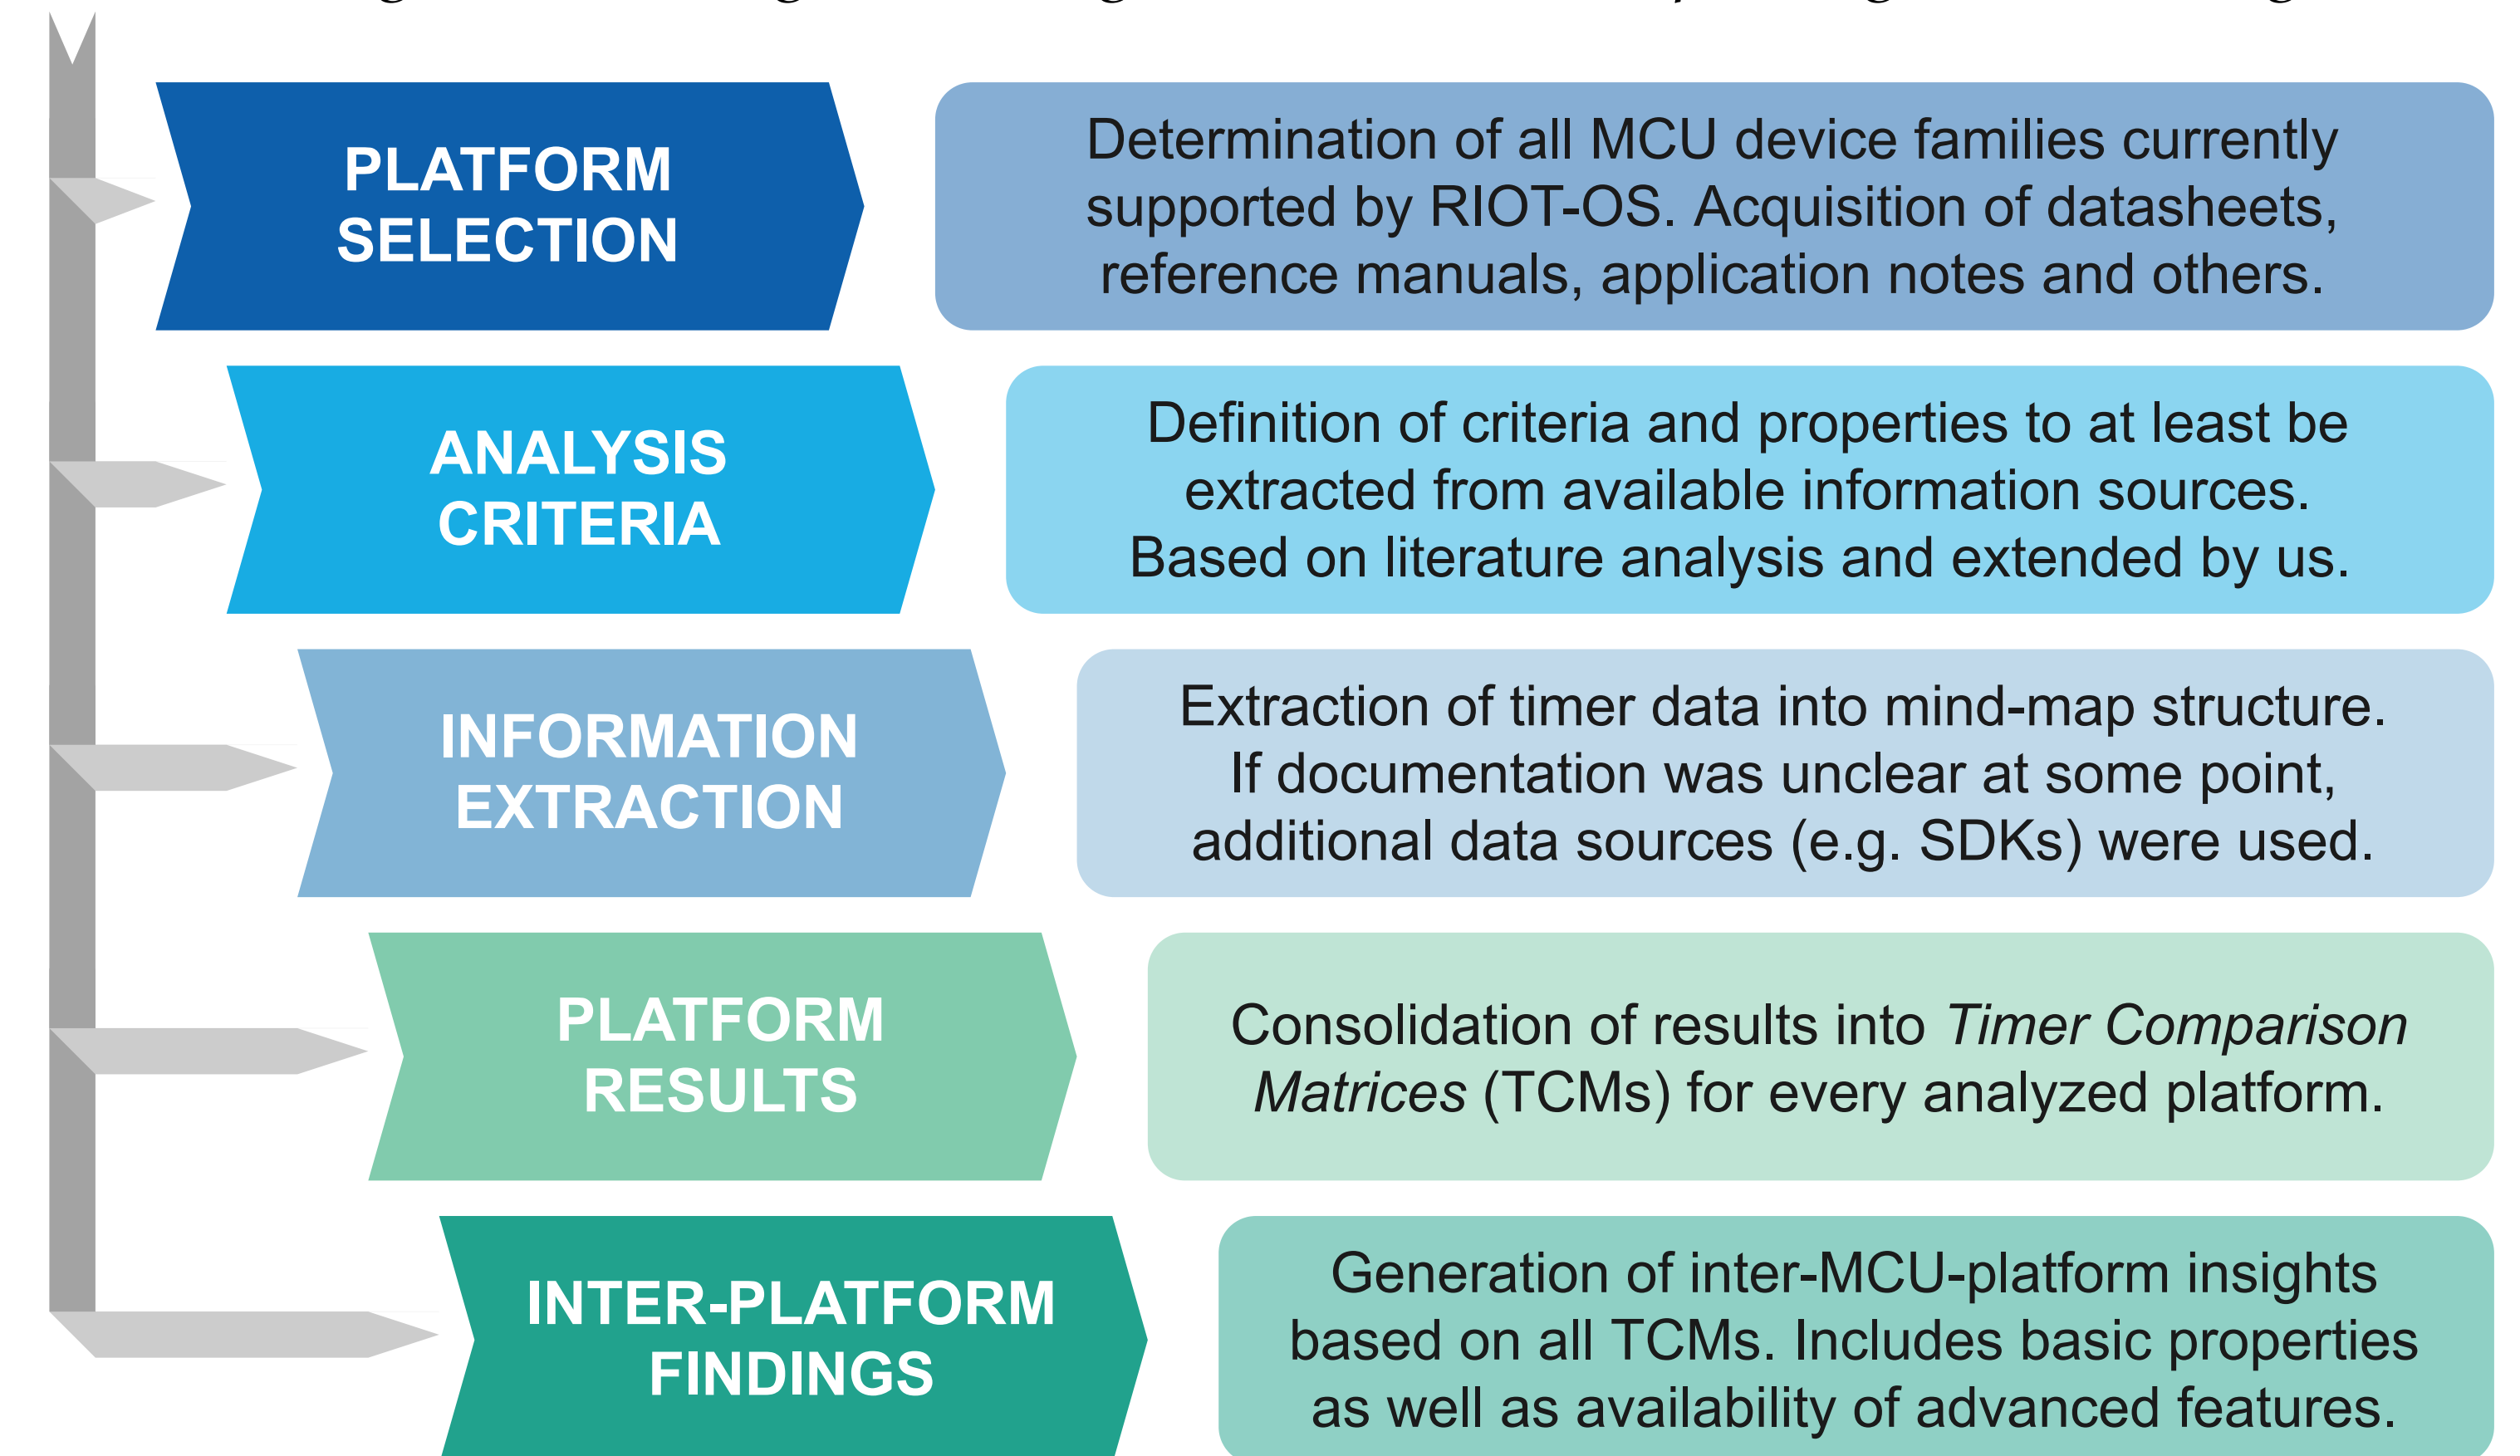 PLATFORM
SELECTION
Determination of all MCU device families currently
supported by RIOT-OS. Acquisition of datasheets,
reference manuals, application notes and others.
ANALYSIS
CRITERIA
Definition of criteria and properties to at least be
extracted from available information sources.
Based on literature analysis and extended by us.
INFORMATION
EXTRACTION
Extraction of timer data into mind-map structure.
If documentation was unclear at some point,
additional data sources (e.g. SDKs) were used.
PLATFORM
RESULTS
Consolidation of results into Timer Comparison
Matrices (TCMs) for every analyzed platform.
INTER-PLATFORM
FINDINGS
Generation of inter-MCU-platform insights
based on all TCMs. Includes basic properties
as well as availability of advanced features.